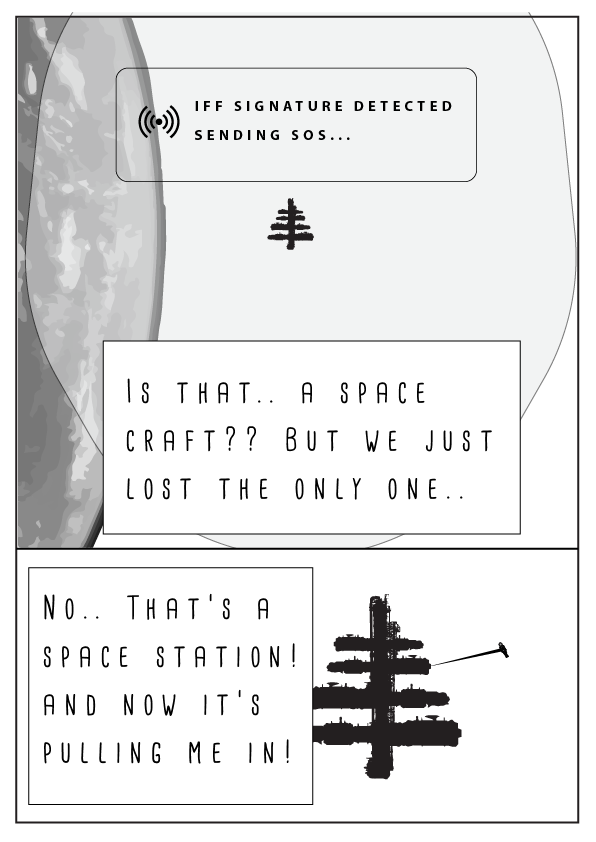 IFF SIGNATURE DETECTED
SENDING SOS...
Is that.. a space
craft?? But we just
lost the only one..
No.. That's a
space station!
and now it's
pulling me in!